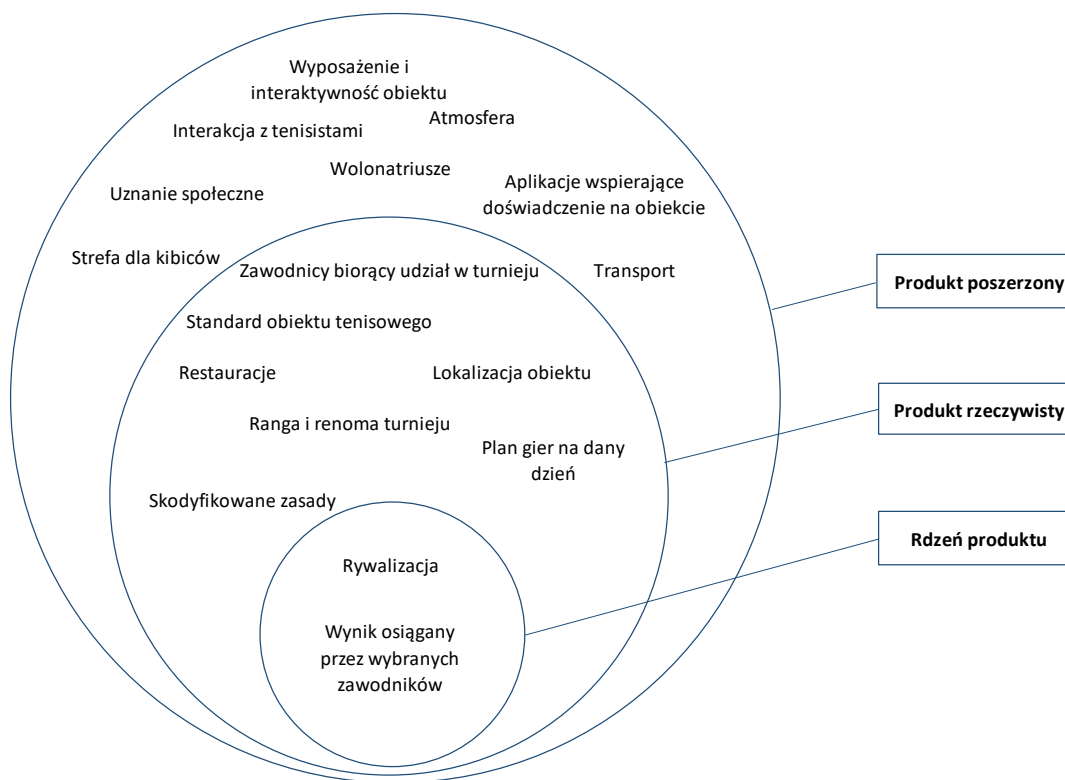 Wyposażenie i
interaktywność obiektu
Atmosfera
Interakcja z tenisistami
Wolonatriusze
Aplikacje wspierające
doświadczenie na obiekcie
Uznanie społeczne
Strefa dla kibiców
Zawodnicy biorący udział w turnieju
Transport
Produkt poszerzony
Standard obiektu tenisowego
Restauracje
Lokalizacja obiektu
Produkt rzeczywisty
Ranga i renoma turnieju
Plan gier na dany
dzień
Skodyfikowane zasady
Rdzeń produktu
Rywalizacja
Wynik osiągany
przez wybranych
zawodników